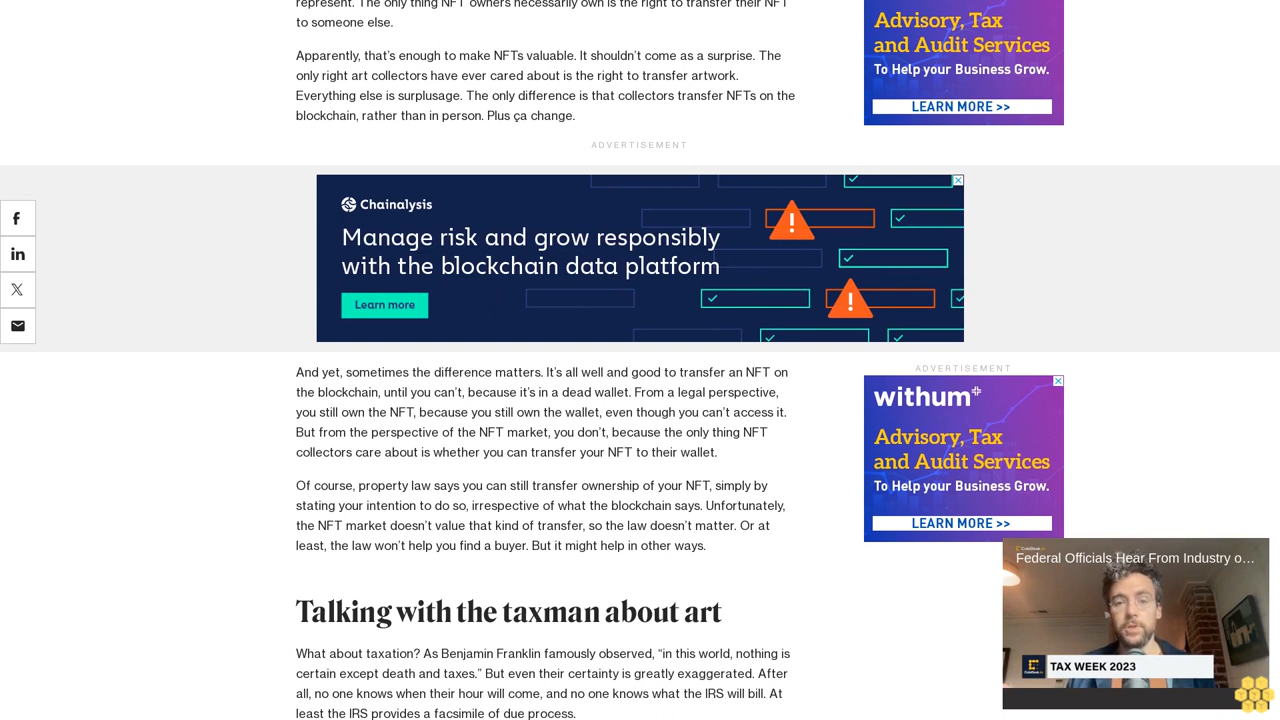 represent. The only thing NFT owners necessarily own is the right to transfer their NFT
to someone else.
Apparently, that’s enough to make NFTs valuable. It shouldn’t come as a surprise. The
only right art collectors have ever cared about is the right to transfer artwork.
Everything else is surplusage. The only difference is that collectors transfer NFTs on the
blockchain, rather than in person. Plus ça change.
Advisory, Tax
and Audit Services
To Help your Business Grow.
LEARN MORE >>
ADVERTISEMENT
Chainalysis
Manage risk and grow responsibly
with the blockchain data platform
Learn more
And yet, sometimes the difference matters. It’s all well and good to transfer an NFT on
the blockchain, until you can’t, because it’s in a dead wallet. From a legal perspective,
you still own the NFT, because you still own the wallet, even though you can’t access it.
But from the perspective of the NFT market, you don’t, because the only thing NFT
collectors care about is whether you can transfer your NFT to their wallet.
Of course, property law says you can still transfer ownership of your NFT, simply by
stating your intention to do so, irrespective of what the blockchain says. Unfortunately,
the NFT market doesn’t value that kind of transfer, so the law doesn’t matter. Or at
least, the law won’t help you find a buyer. But it might help in other ways.
ADVERTISEMENT
withum
Advisory, Tax
and Audit Services
To Help your Business Grow.
LEARN MORE >>
Federal Officials Hear From Industry o…
TAX WEEK 2023
Talking with the taxman about art
What about taxation? As Benjamin Franklin famously observed, “in this world, nothing is
certain except death and taxes.” But even their certainty is greatly exaggerated. After
all, no one knows when their hour will come, and no one knows what the IRS will bill. At
least the IRS provides a facsimile of due process.